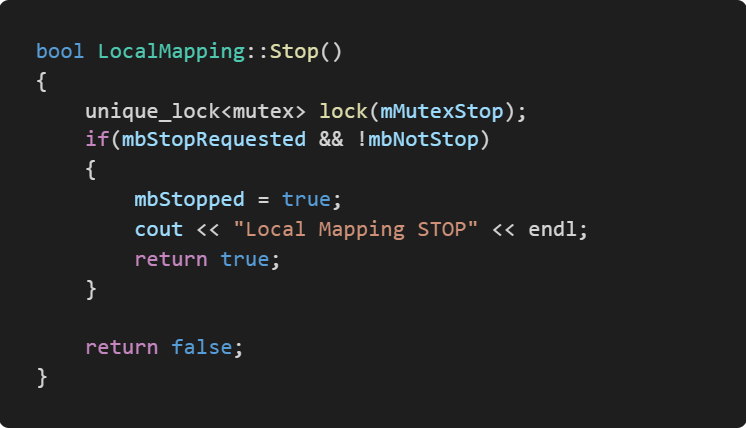 bool LocalMapping::Stop()
{
    unique_lock<mutex> lock(mMutexStop);
    if(mbStopRequested && !mbNotStop)
    {
        mbStopped = true;
        cout << "Local Mapping STOP" << endl;
        return true;
    }

    return false;
}